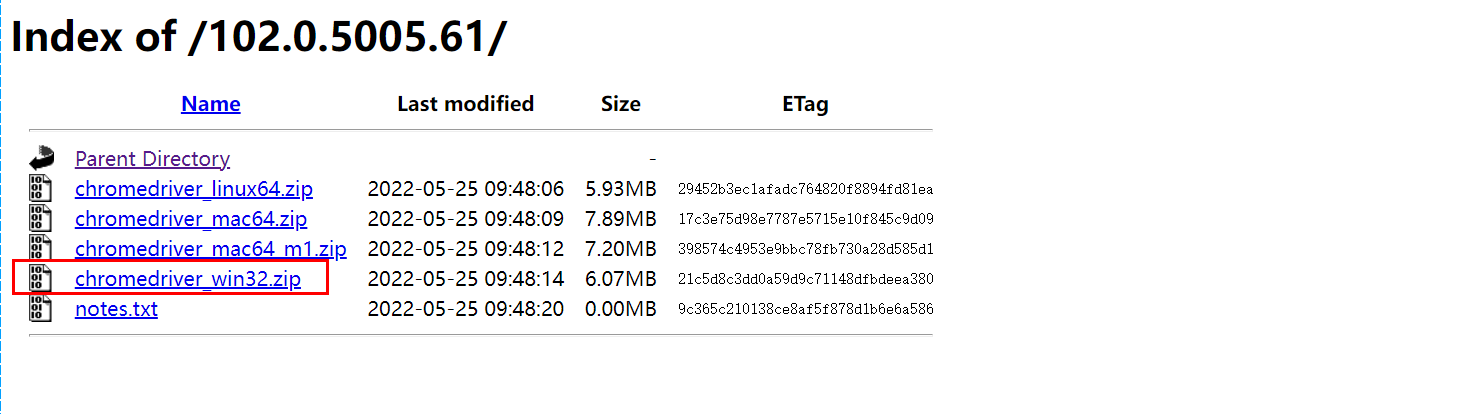 Index of /102.0.5005.61/
Name Last modified Size ETag
Parent Directory -
chromedriver_linux64.zip 2022-05-25 09:48:06 5.93MB 29452b3ec1afadc764820f8894fd81ea
chromedriver_mac64.zip 2022-05-25 09:48:09 7.89MB 17c3e75d98e7787e5715e10f845c9d09
chromedriver_mac64_m1.zip 2022-05-25 09:48:12 7.20MB 398574c4953e9bbc78fb730a28d585d1
chromedriver_win32.zip 2022-05-25 09:48:14 6.07MB 21c5d8c3dd0a59d9c71148dfbdeea380
notes.txt 2022-05-25 09:48:20 0.00MB 9c365c210138ce8af5f878d1b6e6a586